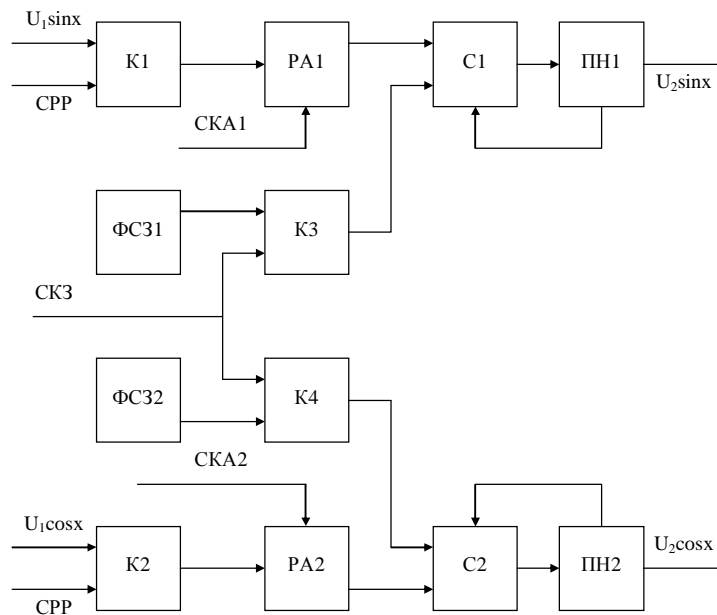 U₁sinx
К1
РА1
С1
ПН1
U₂sinx
СРР
СКА1
ФСЗ1
К3
СКЗ
ФСЗ2
К4
СКА2
U₁cosx
К2
РА2
С2
ПН2
U₂cosx
СРР